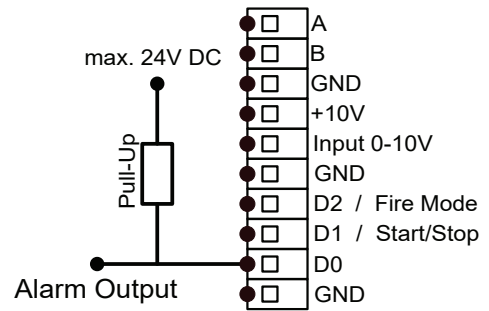 A
max. 24V DC
B
GND
+10V
Pull-Up
Input 0-10V
GND
D2 / Fire Mode
D1 / Start/Stop
D0
Alarm Output
GND